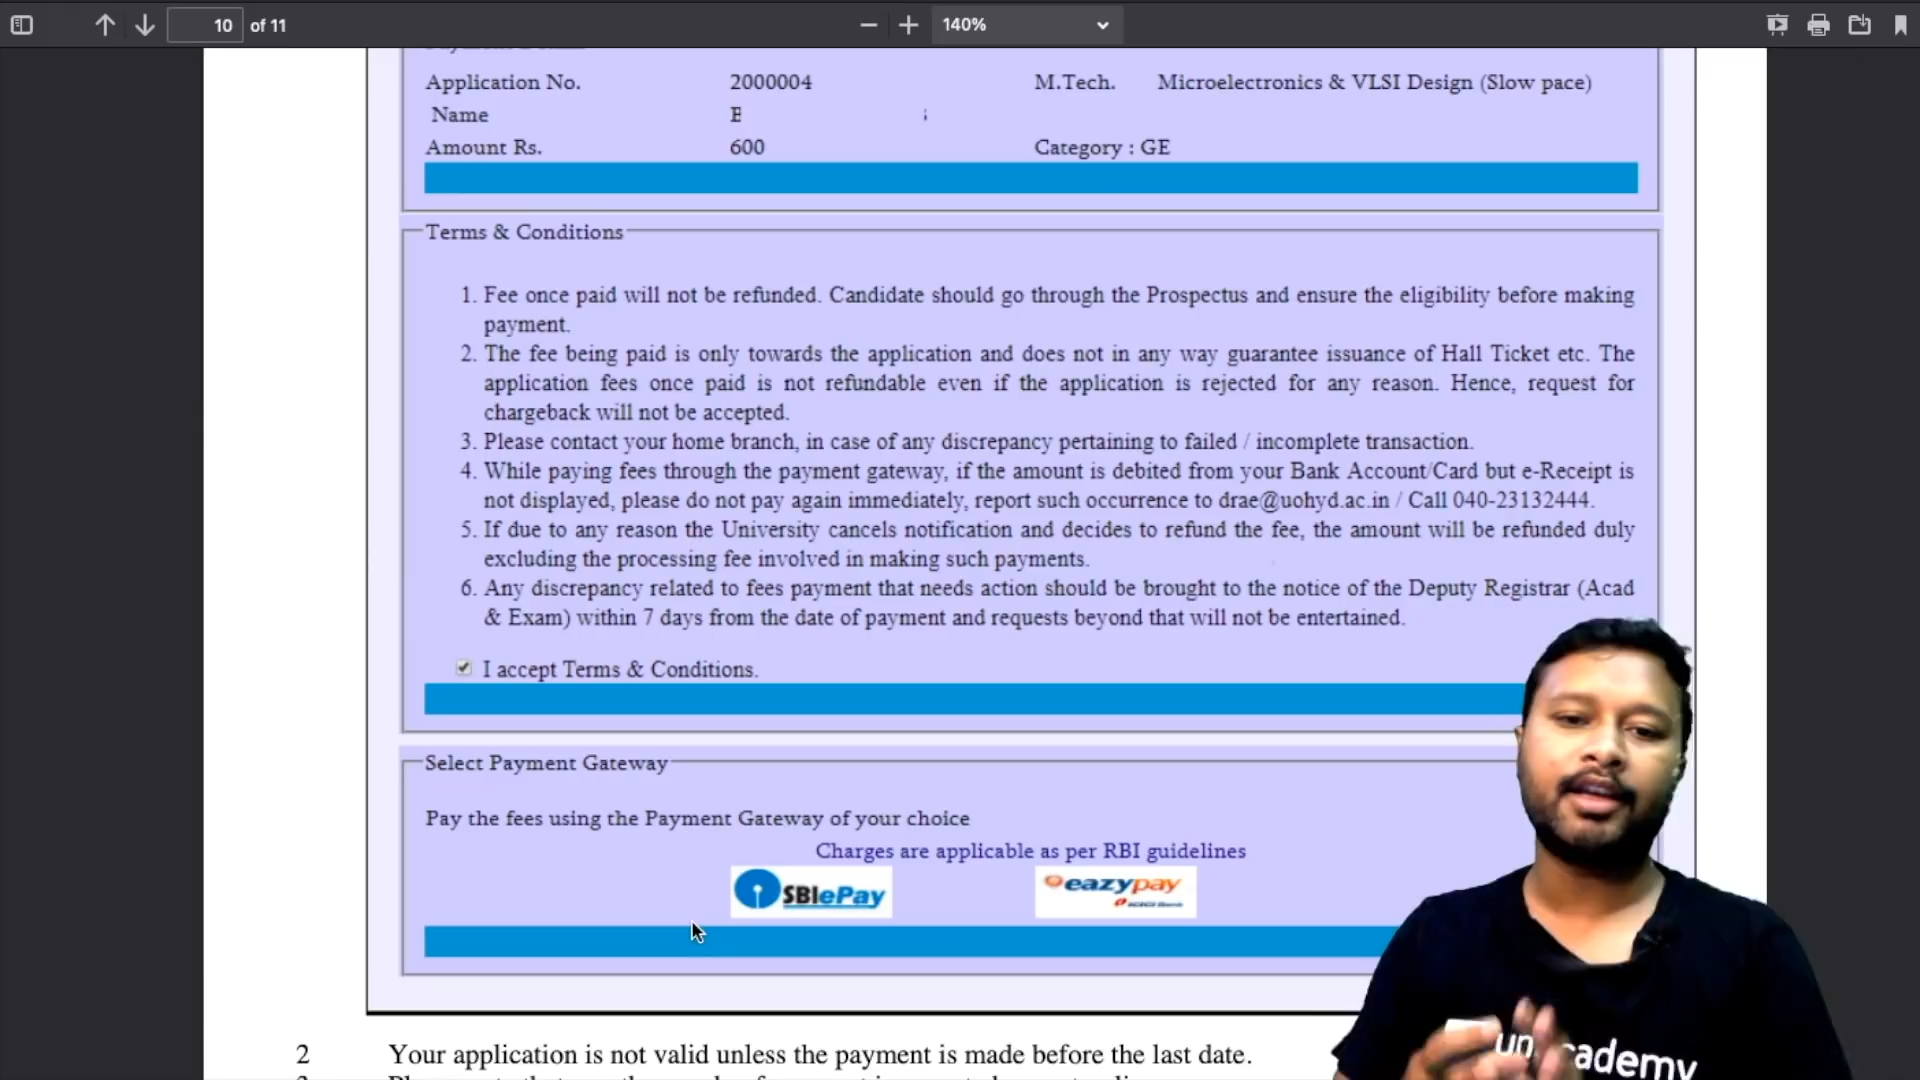 10 of 11
140%
Application No. 2000004 M.Tech. Microelectronics & VLSI Design (Slow pace)
Name
Amount Rs. 600 Category : GE
Terms & Conditions
1. Fee once paid will not be refunded. Candidate should go through the Prospectus and ensure the eligibility before making
payment.
2. The fee being paid is only towards the application and does not in any way guarantee issuance of Hall Ticket etc. The
application fees once paid is not refundable even if the application is rejected for any reason. Hence, request for
chargeback will not be accepted.
3. Please contact your home branch, in case of any discrepancy pertaining to failed / incomplete transaction.
4. While paying fees through the payment gateway, if the amount is debited from your Bank Account/Card but e-Receipt is
not displayed, please do not pay again immediately, report such occurrence to drae@uohyd.ac.in / Call 040-23132444.
5. If due to any reason the University cancels notification and decides to refund the fee, the amount will be refunded duly
excluding the processing fee involved in making such payments.
6. Any discrepancy related to fees payment that needs action should be brought to the notice of the Deputy Registrar (Acad
& Exam) within 7 days from the date of payment and requests beyond that will not be entertained.
I accept Terms & Conditions.
Select Payment Gateway
Pay the fees using the Payment Gateway of your choice
Charges are applicable as per RBI guidelines
SBIePay eazypay
ICICI Bank
2 Your application is not valid unless the payment is made before the last date.